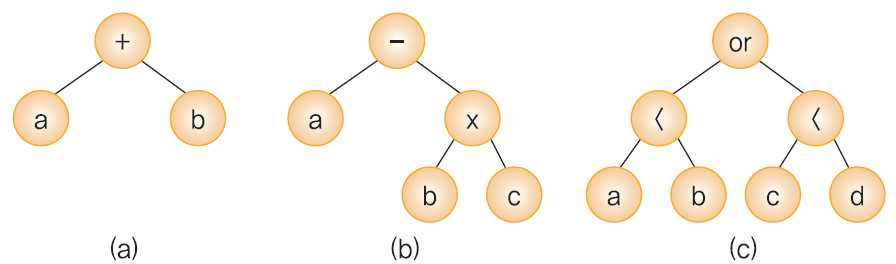 + − or
a b a x 〈 〈
b c a b c d
(a) (b) (c)